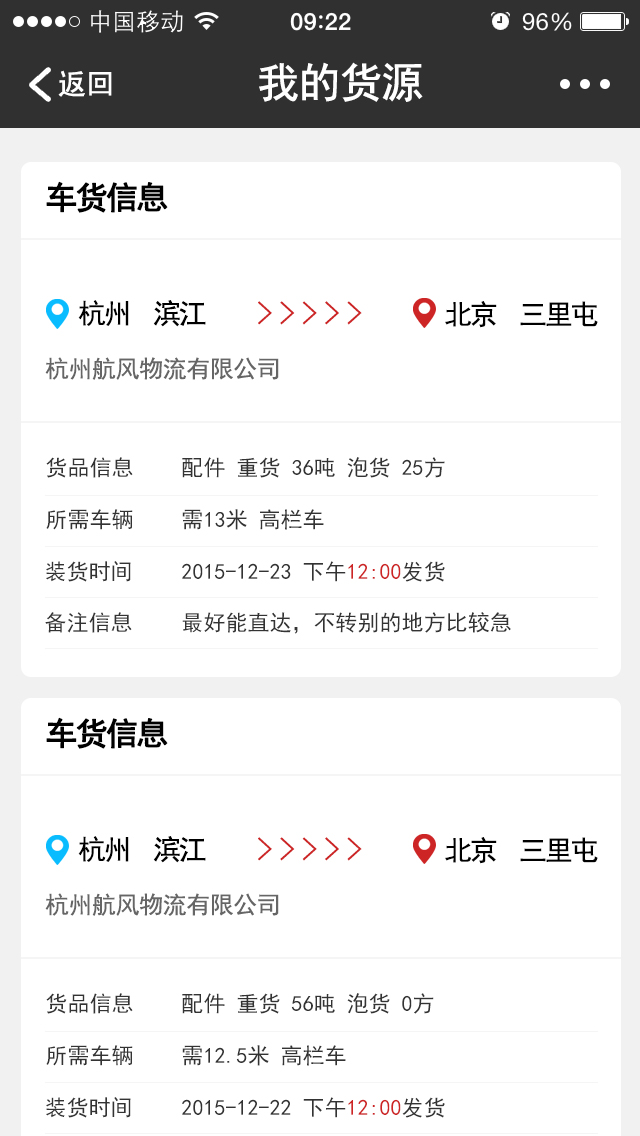 中国移动 09:22 96%
返回 我的货源
车货信息
杭州 滨江 >>>>> 北京 三里屯
杭州航风物流有限公司
货品信息 配件 重货 36吨 泡货 25方
所需车辆 需13米 高栏车
装货时间 2015-12-23 下午12:00发货
备注信息 最好能直达，不转别的地方比较急
车货信息
杭州 滨江 >>>>> 北京 三里屯
杭州航风物流有限公司
货品信息 配件 重货 56吨 泡货 0方
所需车辆 需12.5米 高栏车
装货时间 2015-12-22 下午12:00发货